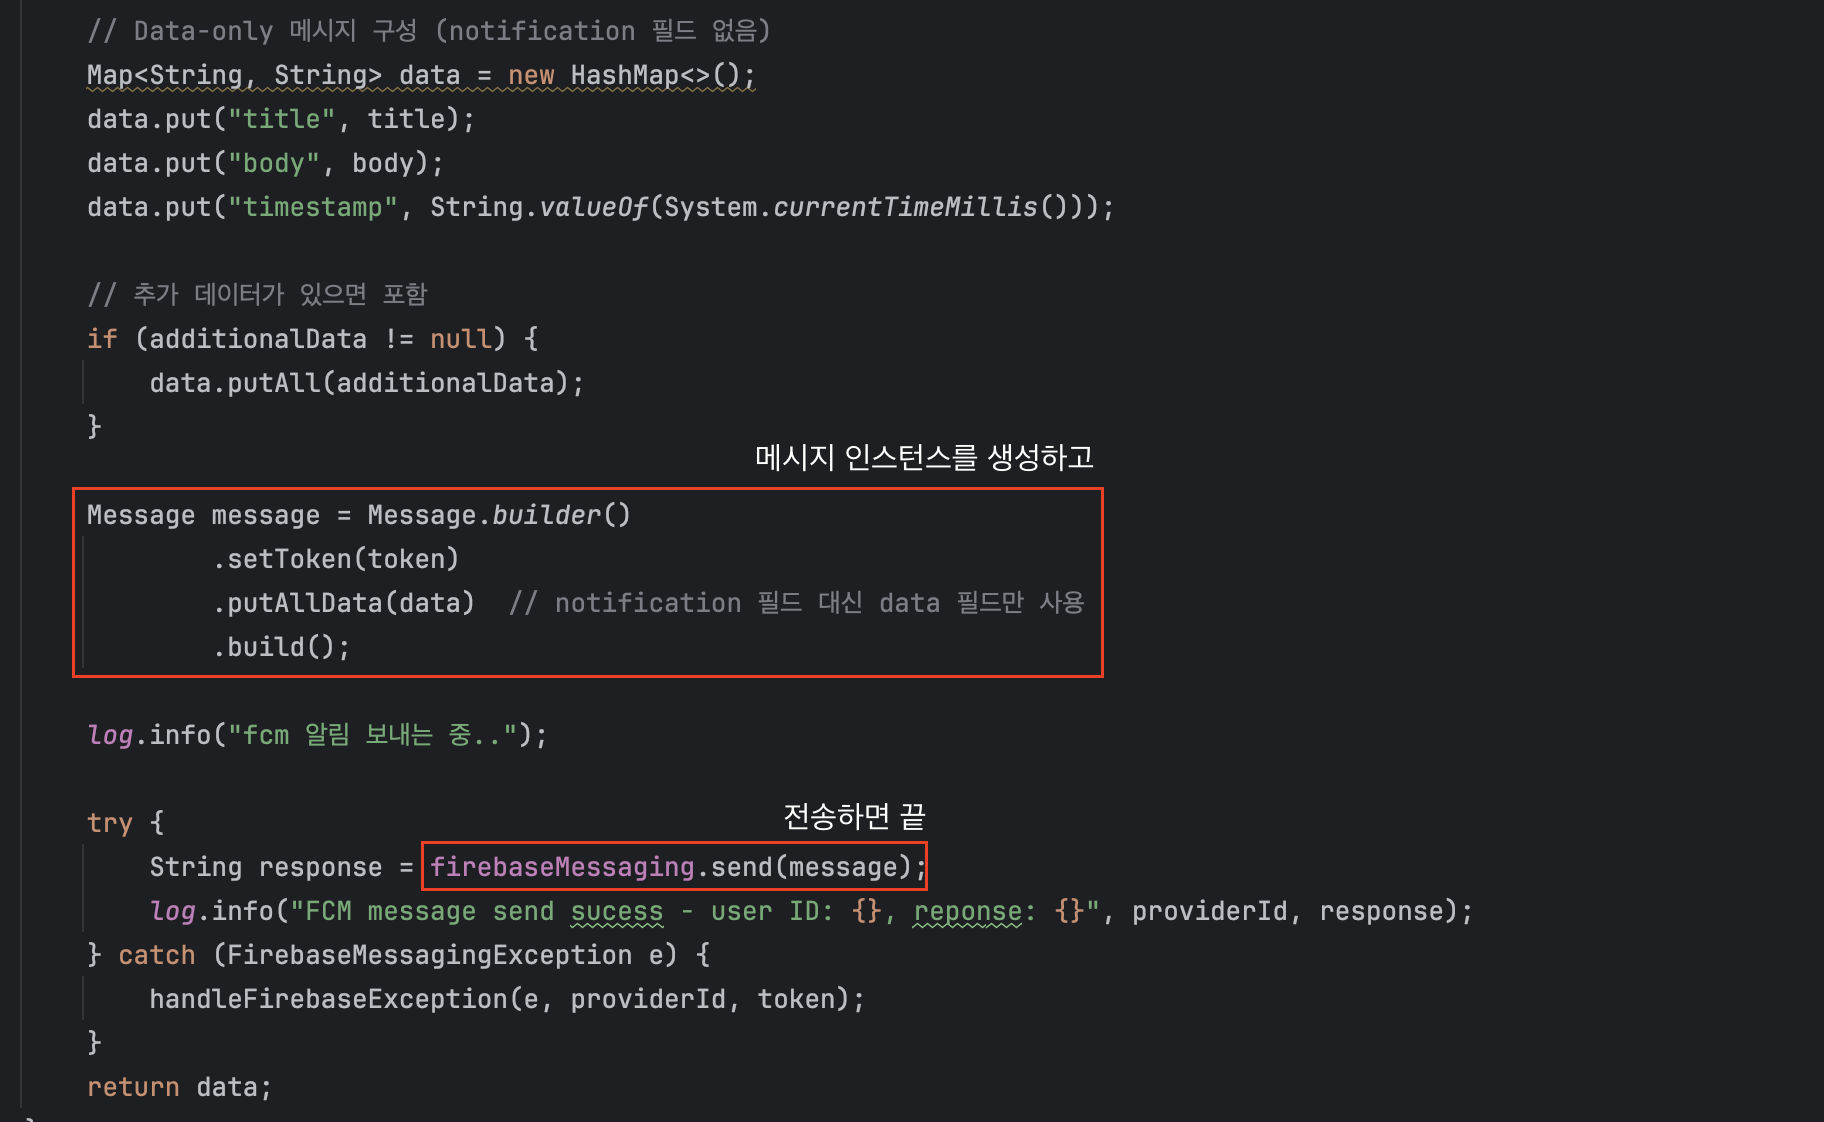 // Data-only 메시지 구성 (notification 필드 없음)
Map<String, String> data = new HashMap<>();
data.put("title", title);
data.put("body", body);
data.put("timestamp", String.valueOf(System.currentTimeMillis()));
// 추가 데이터가 있으면 포함
if (additionalData != null) {
data.putAll(additionalData);
}
메시지 인스턴스를 생성하고
Message message = Message.builder()
.setToken(token)
.putAllData(data) // notification 필드 대신 data 필드만 사용
.build();
log.info("fcm 알림 보내는 중..");
try {
전송하면 끝
String response = firebaseMessaging.send(message);
log.info("FCM message send sucess - user ID: {}, reponse: {}", providerId, response);
} catch (FirebaseMessagingException e) {
handleFirebaseException(e, providerId, token);
}
return data;